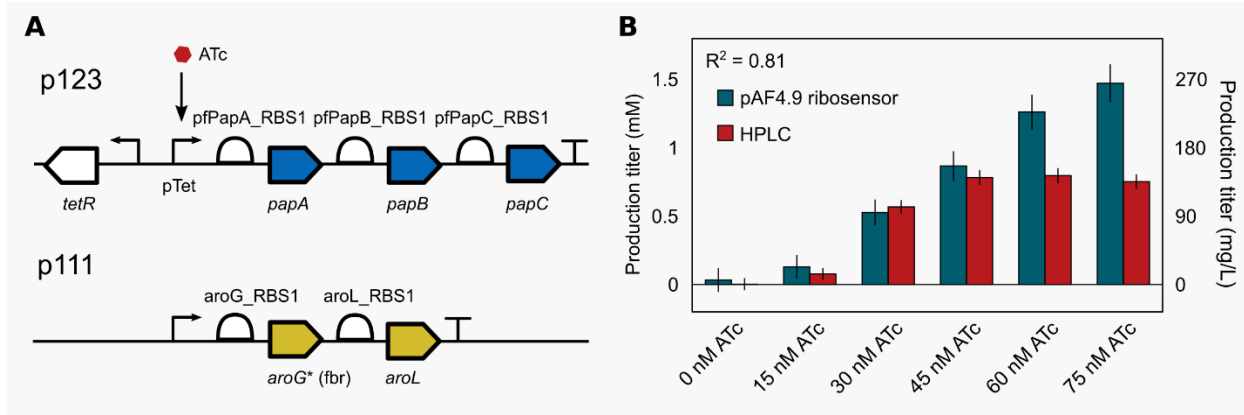 A
ATc
p123
pfPapA_RBS1 pfPapB_RBS1 pfPapC_RBS1
pTet
tetR papA papB papC
p111
aroG_RBS1 aroL_RBS1
aroG* (fbr) aroL
B
R² = 0.81
pAF4.9 ribosensor
HPLC
Production titer (mM)
1.5
1
0.5
0
270
180
90
0
Production titer (mg/L)
0 nM ATc
15 nM ATc
30 nM ATc
45 nM ATc
60 nM ATc
75 nM ATc